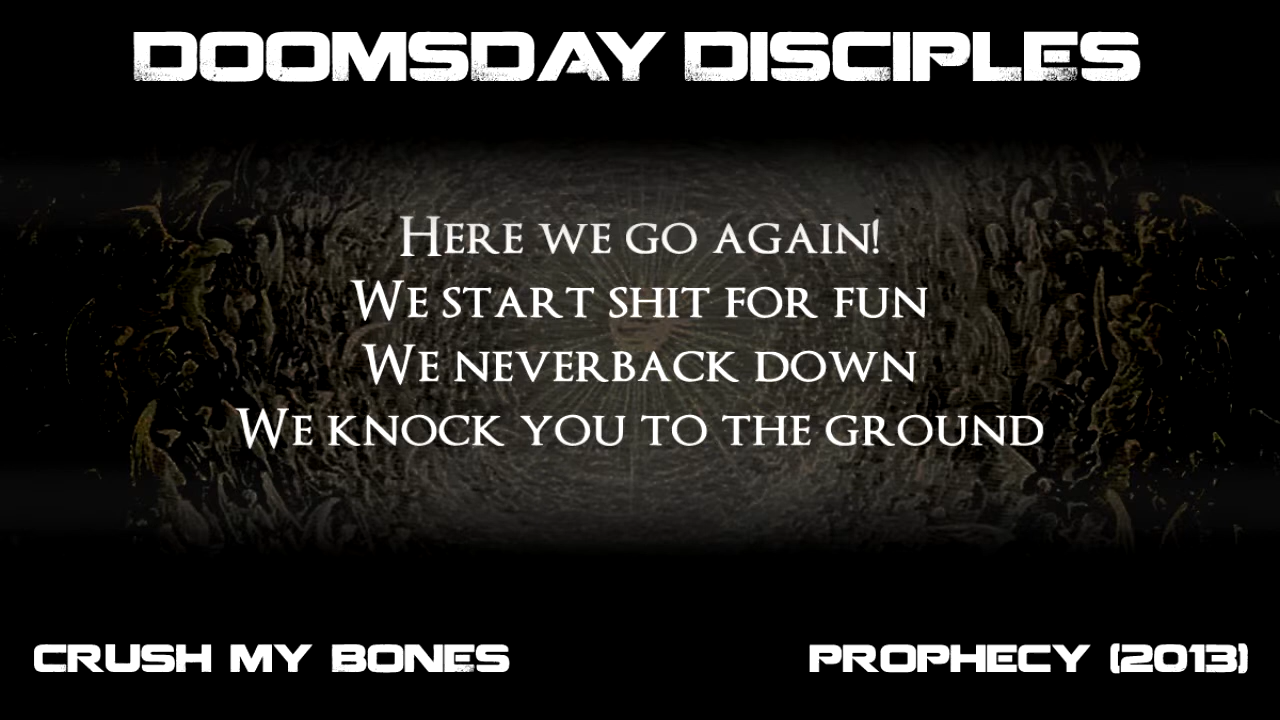 DOOMSDAY DISCIPLES
HERE WE GO AGAIN!
WE START SHIT FOR FUN
WE NEVERBACK DOWN
WE KNOCK YOU TO THE GROUND
CRUSH MY BONES
PROPHECY (2013)